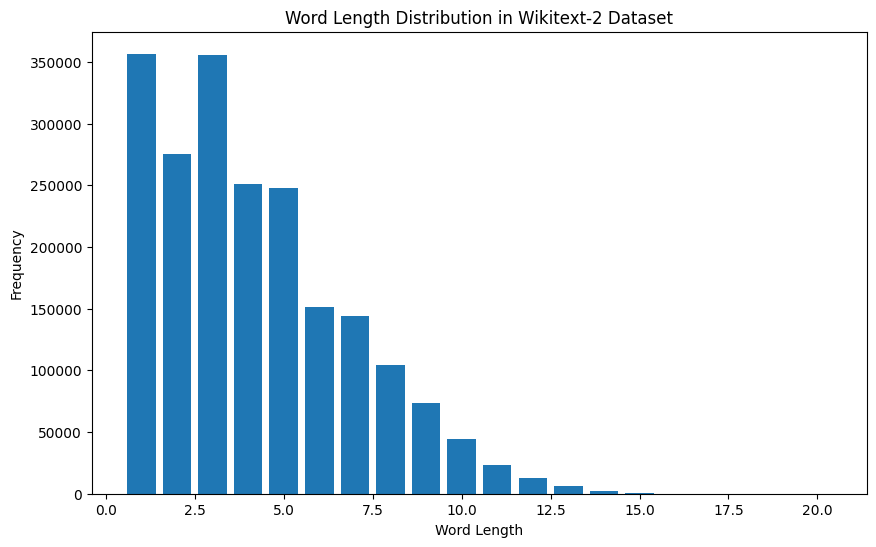 Word Length Distribution in Wikitext-2 Dataset
350000
300000
250000
200000
150000
100000
50000
0
Frequency
0.0 2.5 5.0 7.5 10.0 12.5 15.0 17.5 20.0
Word Length